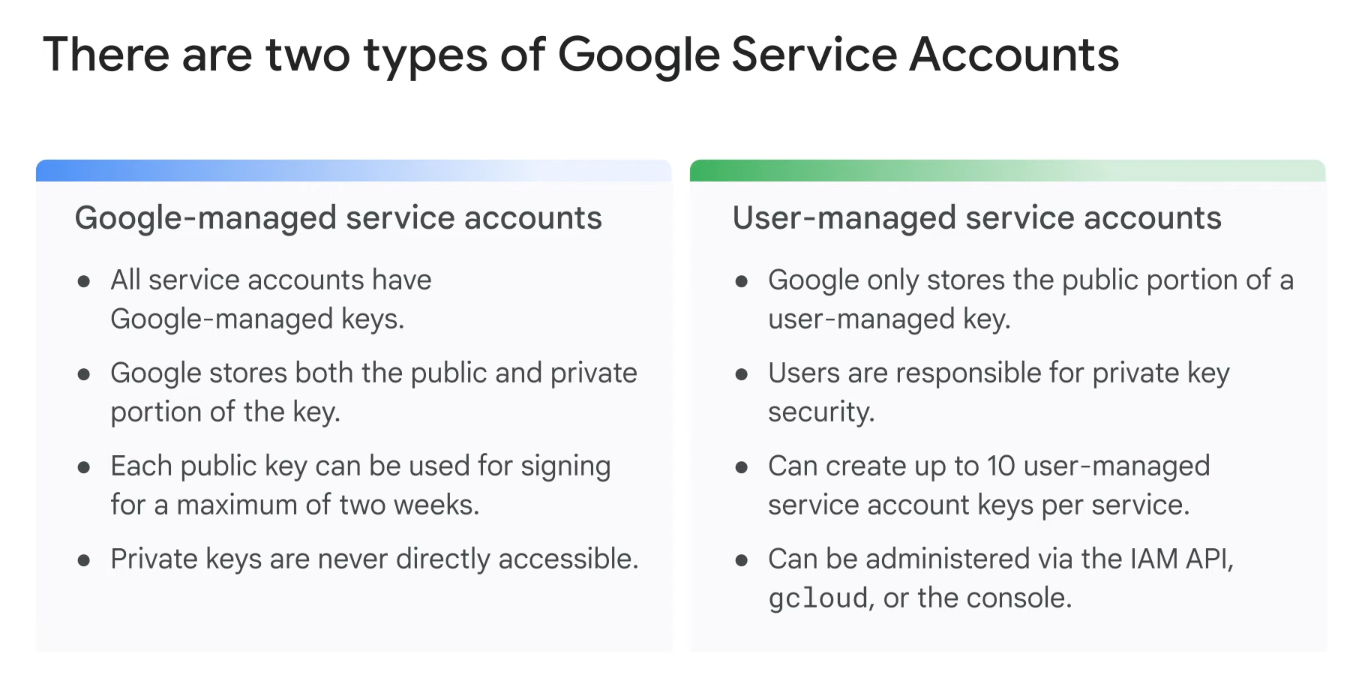 There are two types of Google Service Accounts
Google-managed service accounts
● All service accounts have
Google-managed keys.
● Google stores both the public and private
portion of the key.
● Each public key can be used for signing
for a maximum of two weeks.
● Private keys are never directly accessible.
User-managed service accounts
● Google only stores the public portion of a
user-managed key.
● Users are responsible for private key
security.
● Can create up to 10 user-managed
service account keys per service.
● Can be administered via the IAM API,
gcloud, or the console.